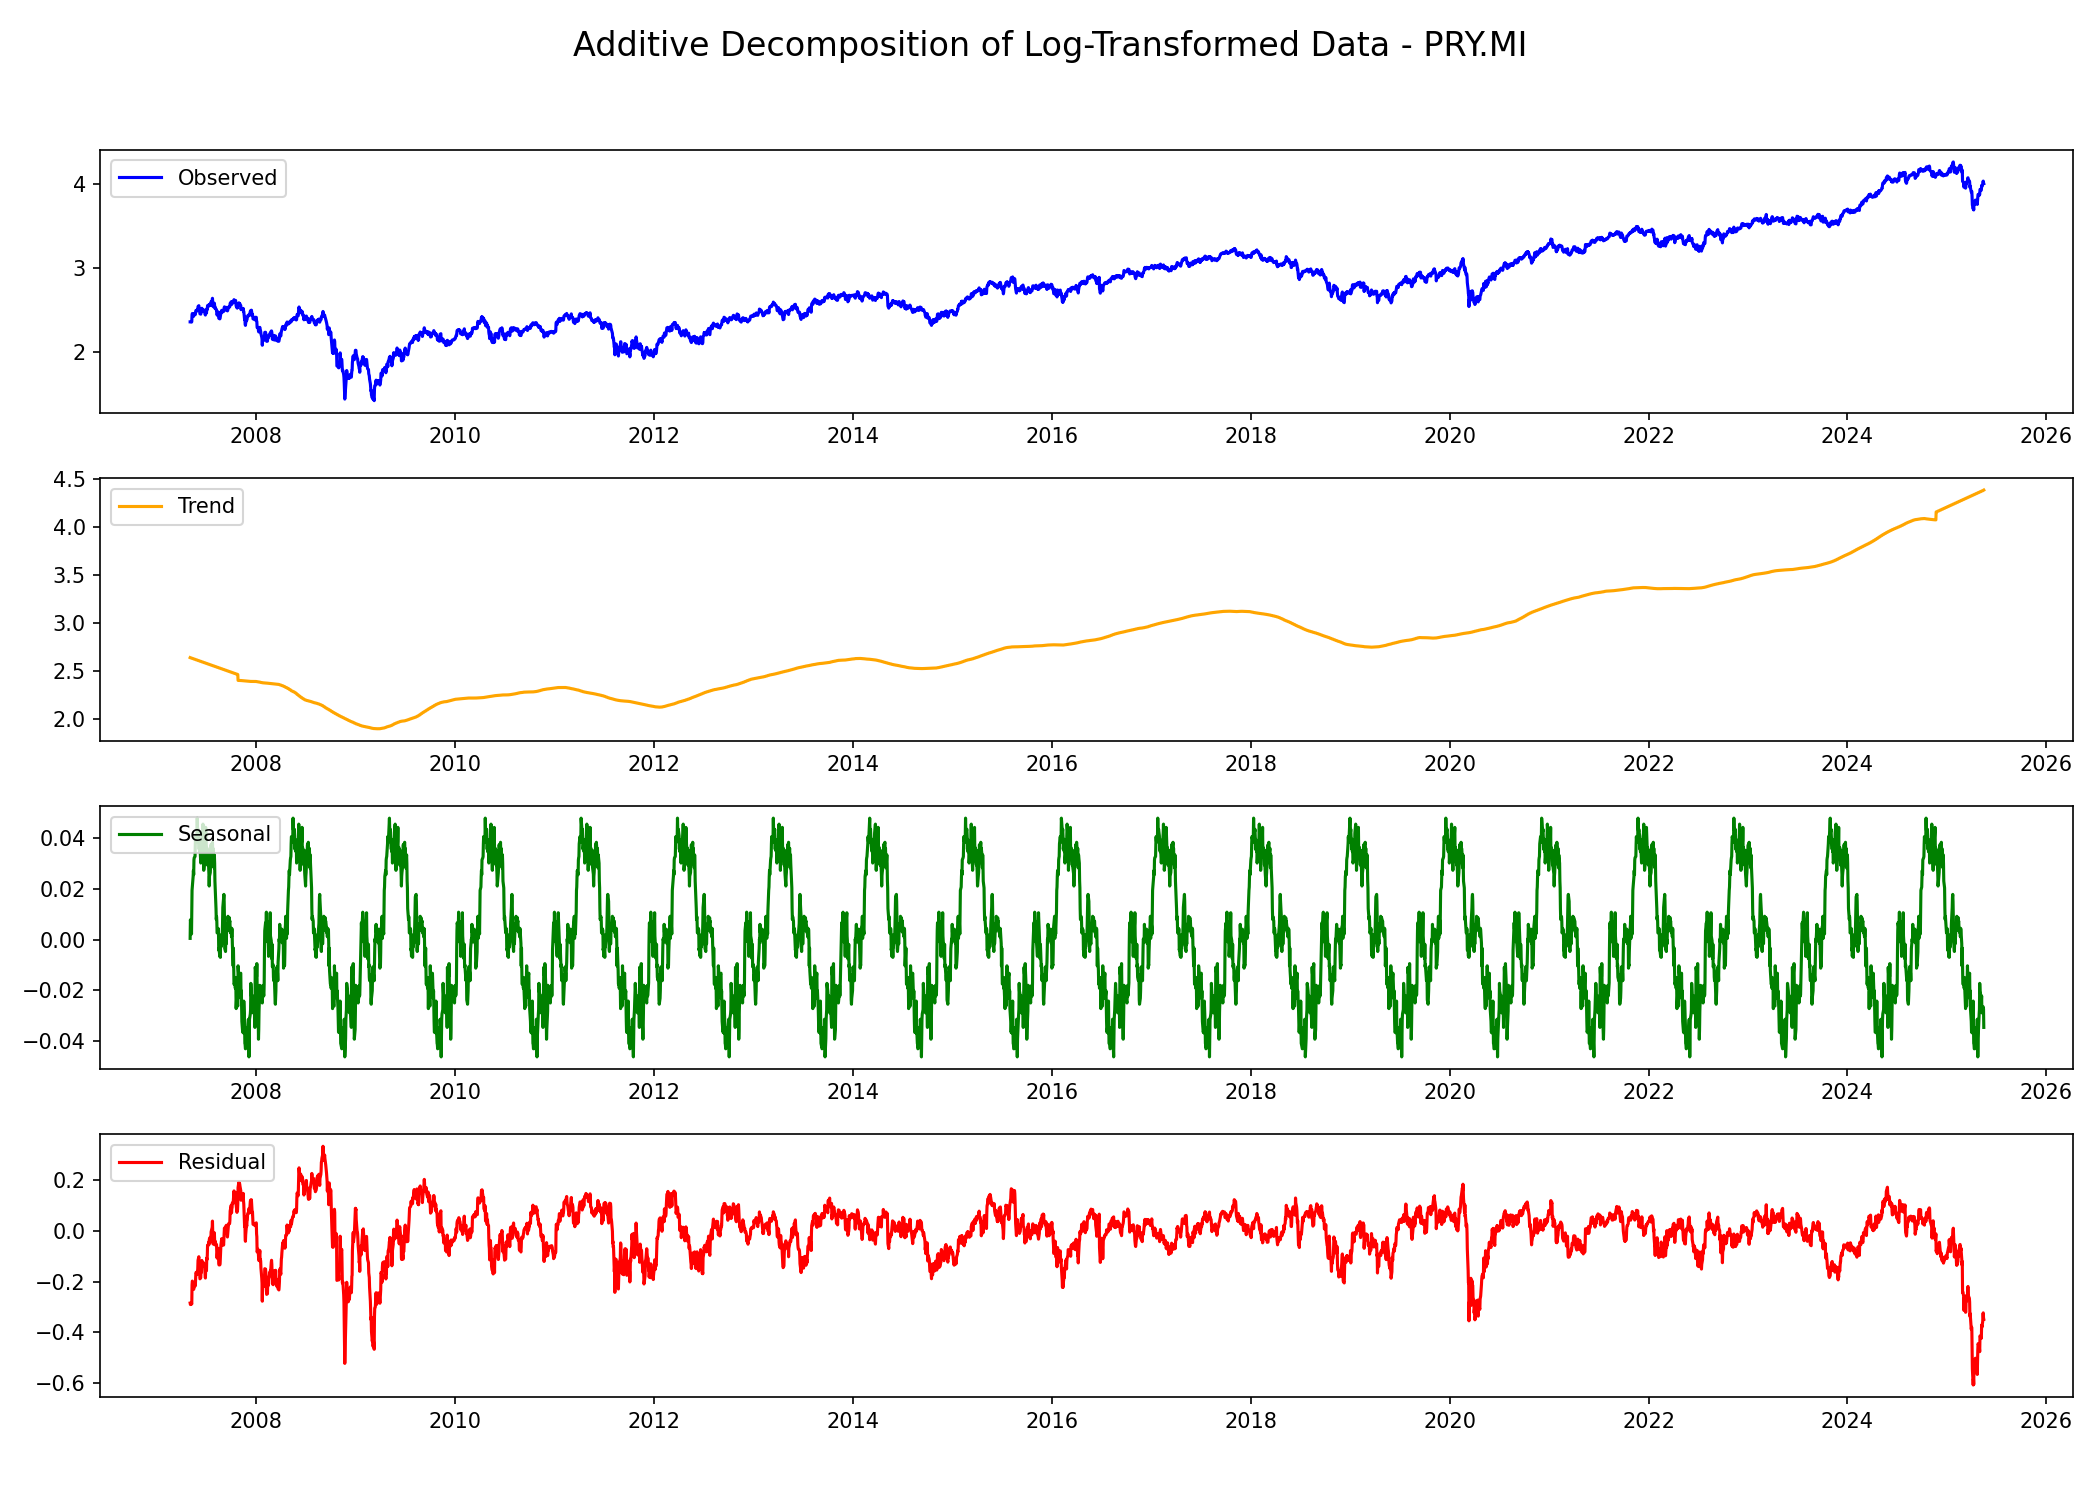 Additive Decomposition of Log-Transformed Data - PRY.MI
Observed
4
3
2
2008 2010 2012 2014 2016 2018 2020 2022 2024 2026
Trend
4.5
4.0
3.5
3.0
2.5
2.0
2008 2010 2012 2014 2016 2018 2020 2022 2024 2026
Seasonal
0.04
0.02
0.00
−0.02
−0.04
2008 2010 2012 2014 2016 2018 2020 2022 2024 2026
Residual
0.2
0.0
−0.2
−0.4
−0.6
2008 2010 2012 2014 2016 2018 2020 2022 2024 2026